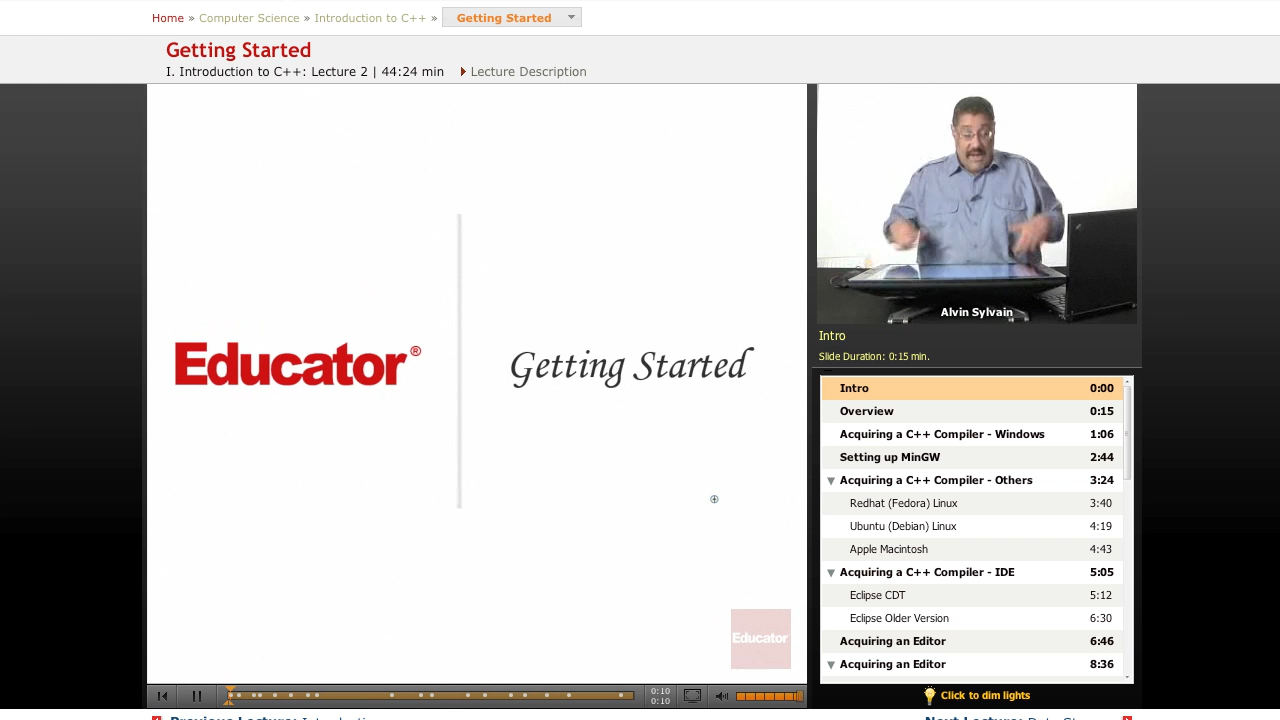 Home » Computer Science » Introduction to C++ » Getting Started
Getting Started
I. Introduction to C++: Lecture 2 | 44:24 min Lecture Description
Educator®
Getting Started
Educator
Alvin Sylvain
Intro
Slide Duration: 0:15 min.
Intro 0:00
Overview 0:15
Acquiring a C++ Compiler - Windows 1:06
Setting up MinGW 2:44
Acquiring a C++ Compiler - Others 3:24
Redhat (Fedora) Linux 3:40
Ubuntu (Debian) Linux 4:19
Apple Macintosh 4:43
Acquiring a C++ Compiler - IDE 5:05
Eclipse CDT 5:12
Eclipse Older Version 6:30
Acquiring an Editor 6:46
Acquiring an Editor 8:36
0:10
0:10
Click to dim lights
Previous Lecture: Introduction
Next Lecture: